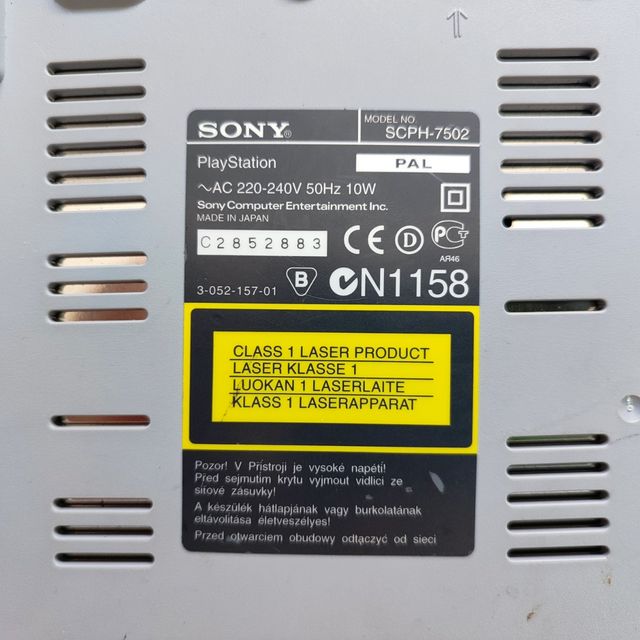 SONY®
MODEL NO.
SCPH-7502
PlayStation
PAL
~AC 220-240V 50Hz 10W
Sony Computer Entertainment Inc.
MADE IN JAPAN
C2852883
CE D PCT
AR46
3-052-157-01
B
N1158
CLASS 1 LASER PRODUCT
LASER KLASSE 1
LUOKAN 1 LASERLAITE
KLASS 1 LASERAPPARAT
Pozor! V Přístroji je vysoké napětí!
Před sejmutím krytu vyjmout vidlici ze
síťové zásuvky!
A készülék hátlapjának vagy burkolatának
eltávolítása életveszélyes!
Przed otwarciem obudowy odłączyć od sieci